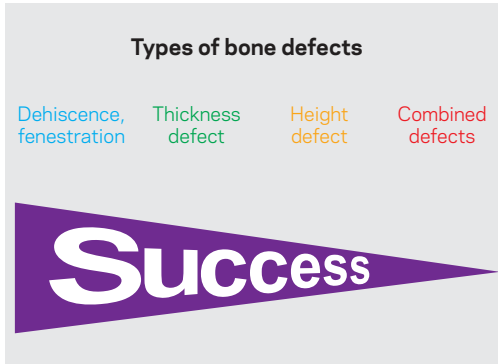 Types of bone defects
Dehiscence,
fenestration
Thickness
defect
Height
defect
Combined
defects
Success